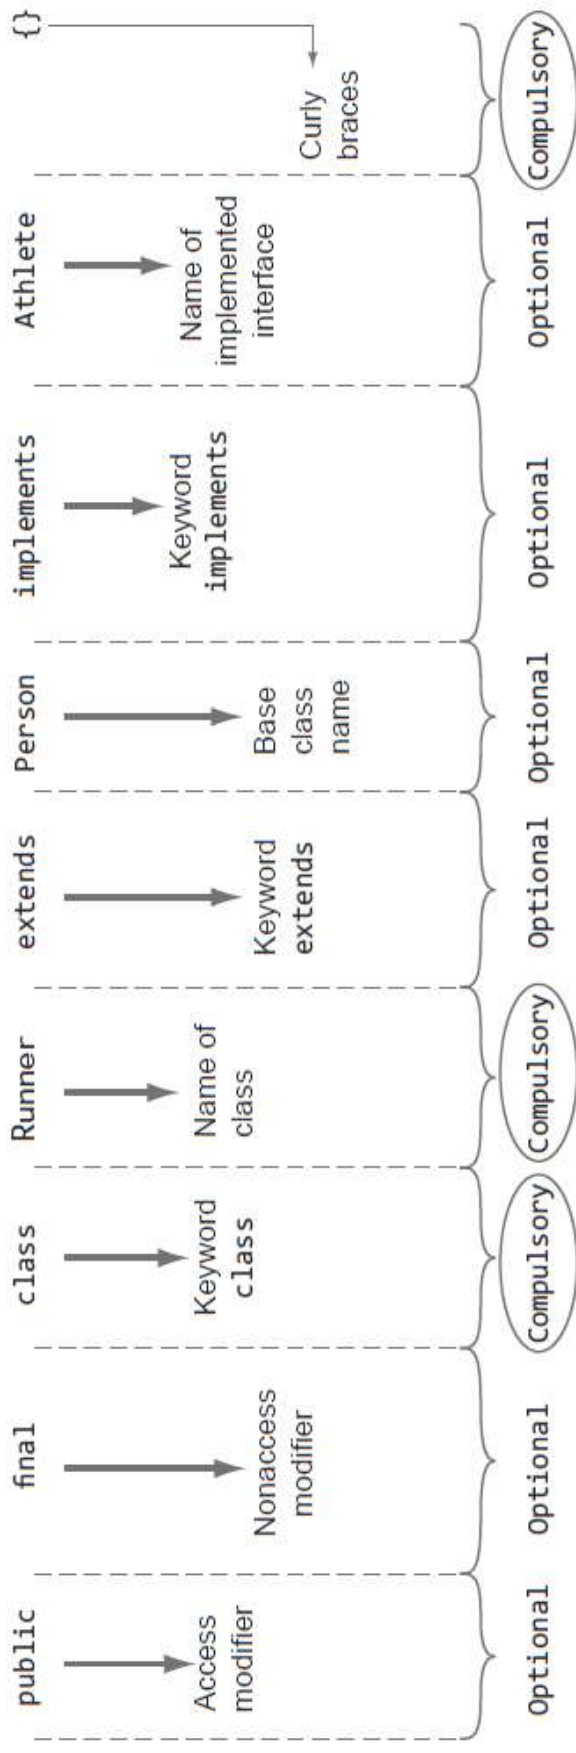 public final class Runner extends Person implements Athlete {}
Access
modifier
Nonaccess
modifier
Keyword
class
Name of
class
Keyword
extends
Base
class
name
Keyword
implements
Name of
implemented
interface
Curly
braces
Optional Optional Compulsory Compulsory Optional Optional Optional Optional Compulsory